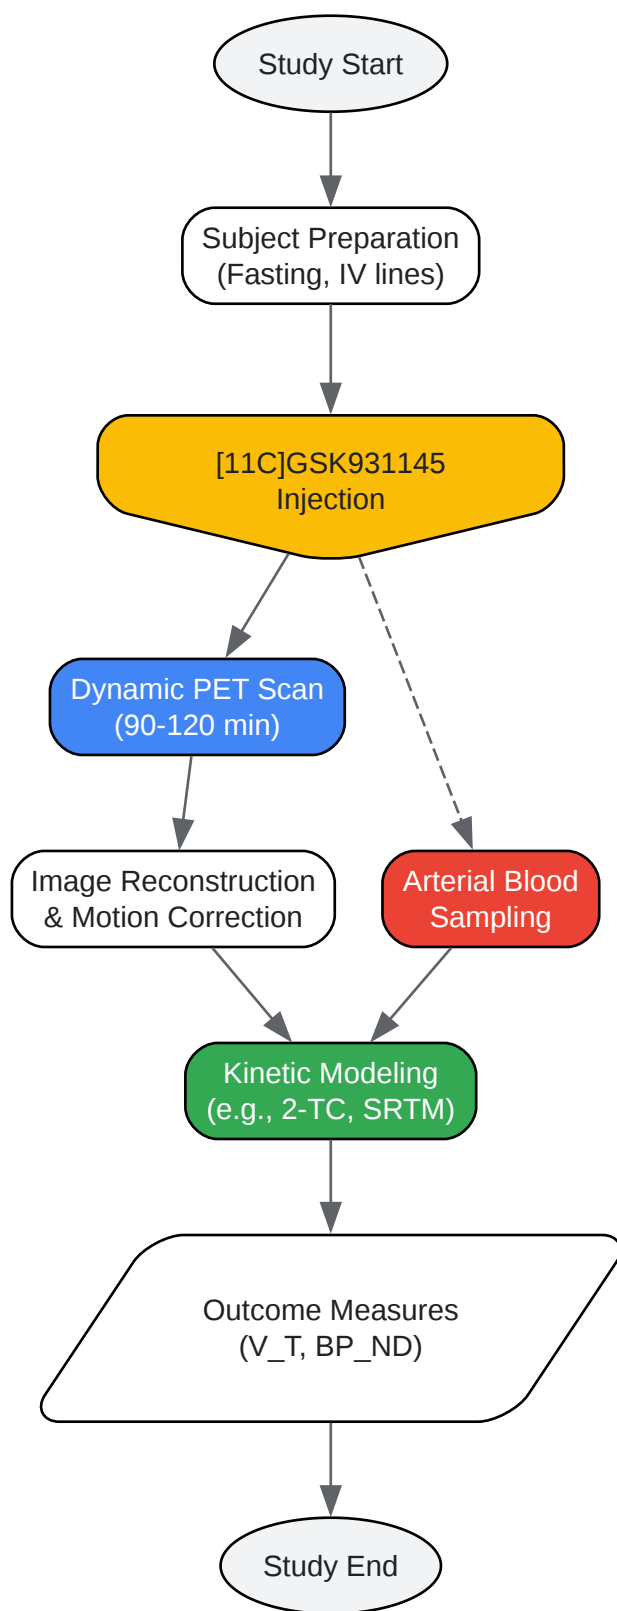 Study Start
Subject Preparation
(Fasting, IV lines)
[11C]GSK931145
Injection
Dynamic PET Scan
(90-120 min)
Image Reconstruction
& Motion Correction
Arterial Blood
Sampling
Kinetic Modeling
(e.g., 2-TC, SRTM)
Outcome Measures
(V_T, BP_ND)
Study End